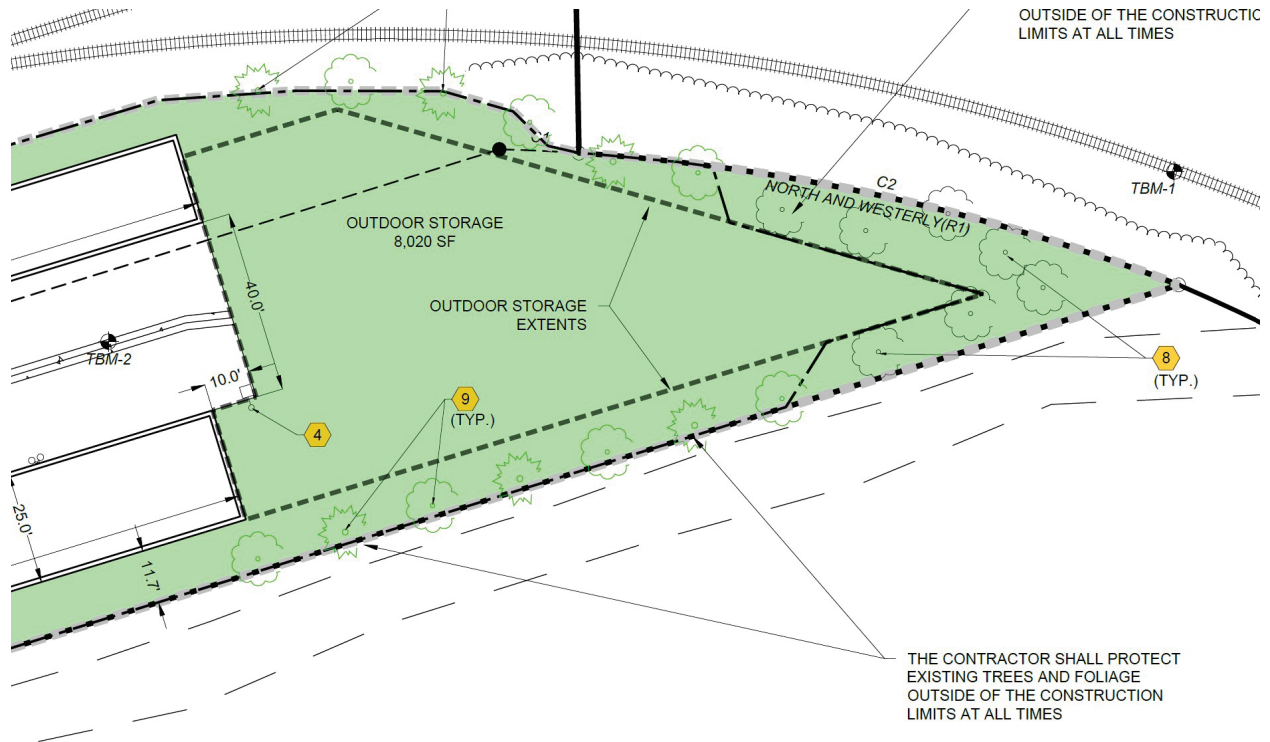 OUTSIDE OF THE CONSTRUCTIO
LIMITS AT ALL TIMES
C1
C2
TBM-1
NORTH AND WESTERLY(R1)
OUTDOOR STORAGE
8,020 SF
40.0'
OUTDOOR STORAGE
EXTENTS
TBM-2
8
(TYP.)
10.0'
9
(TYP.)
4
25.0'
11.7'
THE CONTRACTOR SHALL PROTECT
EXISTING TREES AND FOLIAGE
OUTSIDE OF THE CONSTRUCTION
LIMITS AT ALL TIMES